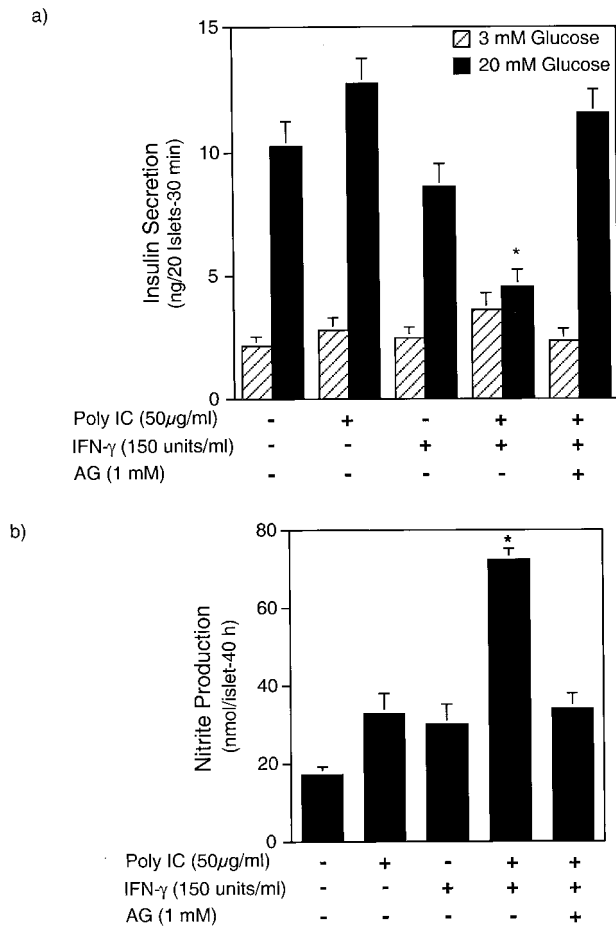 a)
15
10
5
0
Insulin Secretion
(ng/20 Islets-30 min)
3 mM Glucose
20 mM Glucose
*
Poly IC (50µg/ml) - + - + +
IFN-γ (150 units/ml) - - + + +
AG (1 mM) - - - - +
b)
80
60
40
20
0
Nitrite Production
(nmol/islet-40 h)
*
Poly IC (50µg/ml) - + - + +
IFN-γ (150 units/ml) - - + + +
AG (1 mM) - - - - +